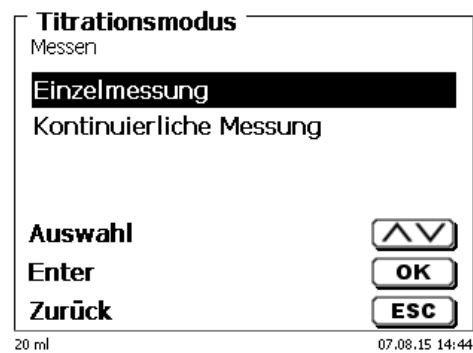 Titrationsmodus
Messen
Einzelmessung
Kontinuierliche Messung
Auswahl
Enter OK
Zurück ESC
20 ml 07.08.15 14:44